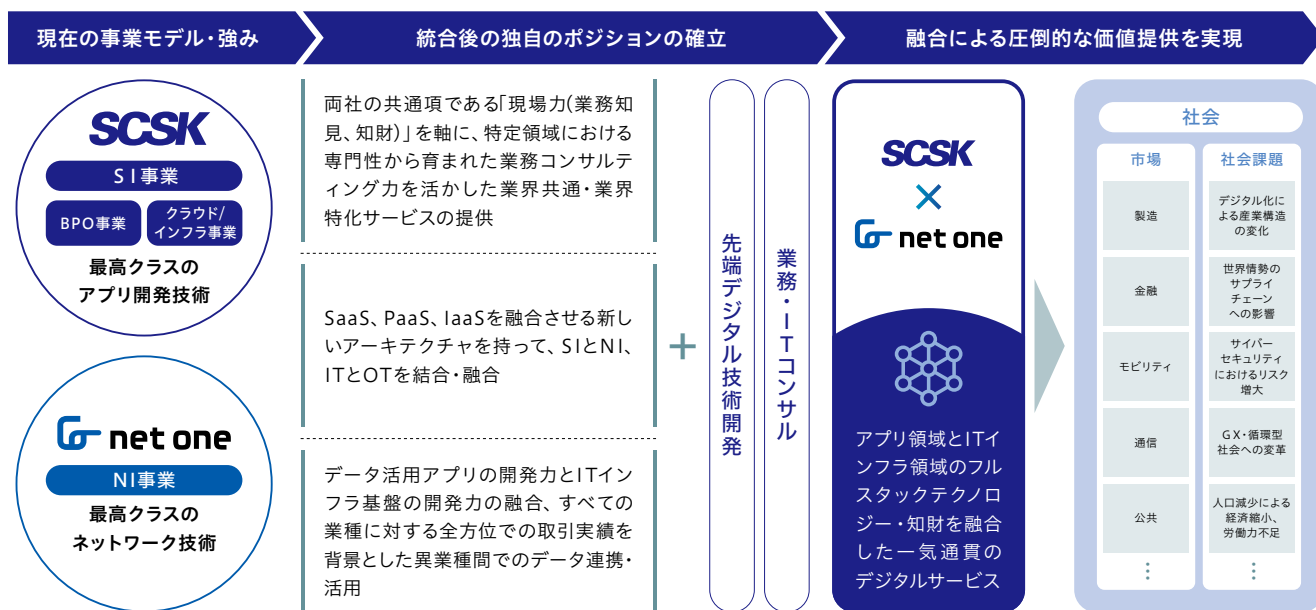 現在の事業モデル・強み
統合後の独自のポジションの確立
融合による圧倒的な価値提供を実現
SCSK
SI事業
BPO事業
クラウド/
インフラ事業
最高クラスの
アプリ開発技術
net one
NI事業
最高クラスの
ネットワーク技術
両社の共通項である「現場力(業務知
見、知財)」を軸に、特定領域における
専門性から育まれた業務コンサルテ
ィング力を活かした業界共通・業界
特化サービスの提供
SaaS、PaaS、IaaSを融合させる新し
いアーキテクチャを持って、SIとNI、
ITとOTを結合・融合
データ活用アプリの開発力とITイン
フラ基盤の開発力の融合、すべての
業種に対する全方位での取引実績を
背景とした異業種間でのデータ連携・
活用
+
先端デジタル技術開発
業務・ITコンサル
SCSK
×
net one
アプリ領域とITイ
ンフラ領域のフル
スタックテクノロ
ジー・知財を融合
した一気通貫の
デジタルサービス
社会
市場
社会課題
製造
デジタル化に
よる産業構造
の変化
金融
世界情勢の
サプライ
チェーン
への影響
モビリティ
サイバー
セキュリティ
におけるリスク
増大
通信
GX・循環型
社会への変革
公共
人口減少による
経済縮小、
労働力不足
⋮
⋮